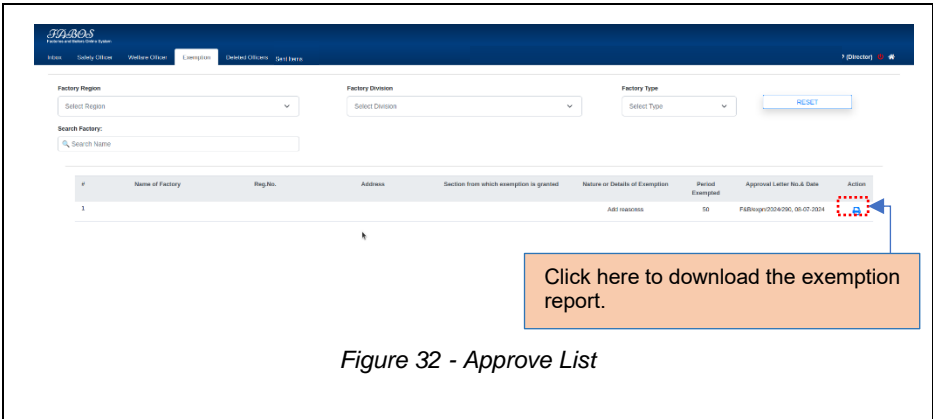 FABOS
Factories and Boilers Online System
Inbox Safety Officer Welfare Officer Exemption Deleted Officers Sent Items ? (Director)
Factory Region Factory Division Factory Type
Select Region Select Division Select Type RESET
Search Factory:
Search Name
# Name of Factory Reg.No. Address Section from which exemption is granted Nature or Details of Exemption Period Exempted Approval Letter No.& Date Action
1 Add reasosss 50 F&B/expn/2024/290, 08-07-2024
Click here to download the exemption
report.
Figure 32 - Approve List